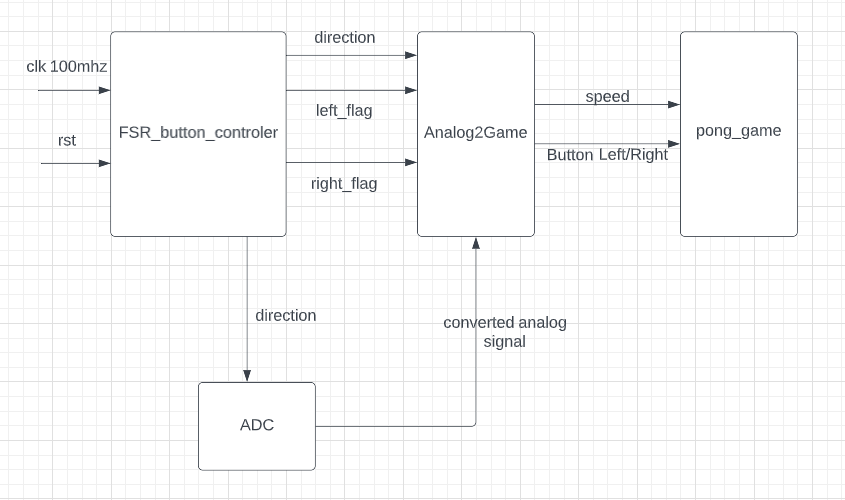 direction
clk 100mhz
left_flag
rst
FSR_button_controler
right_flag
Analog2Game
speed
Button Left/Right
pong_game
direction
converted analog
signal
ADC